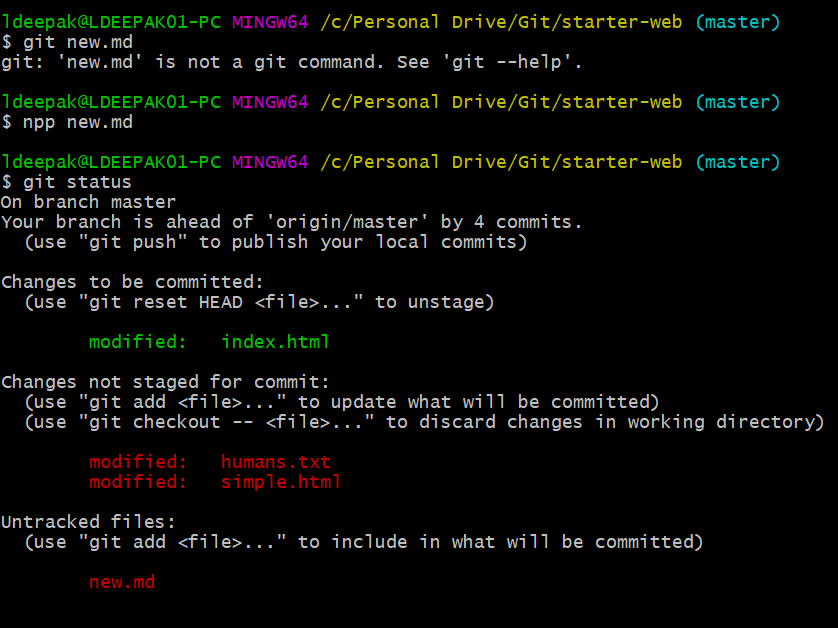 ldeepak@LDEEPAK01-PC MINGW64 /c/Personal Drive/Git/starter-web (master)
$ git new.md
git: 'new.md' is not a git command. See 'git --help'.
ldeepak@LDEEPAK01-PC MINGW64 /c/Personal Drive/Git/starter-web (master)
$ npp new.md
ldeepak@LDEEPAK01-PC MINGW64 /c/Personal Drive/Git/starter-web (master)
$ git status
On branch master
Your branch is ahead of 'origin/master' by 4 commits.
  (use "git push" to publish your local commits)
Changes to be committed:
  (use "git reset HEAD <file>..." to unstage)
        modified:   index.html
Changes not staged for commit:
  (use "git add <file>..." to update what will be committed)
  (use "git checkout -- <file>..." to discard changes in working directory)
        modified:   humans.txt
        modified:   simple.html
Untracked files:
  (use "git add <file>..." to include in what will be committed)
        new.md